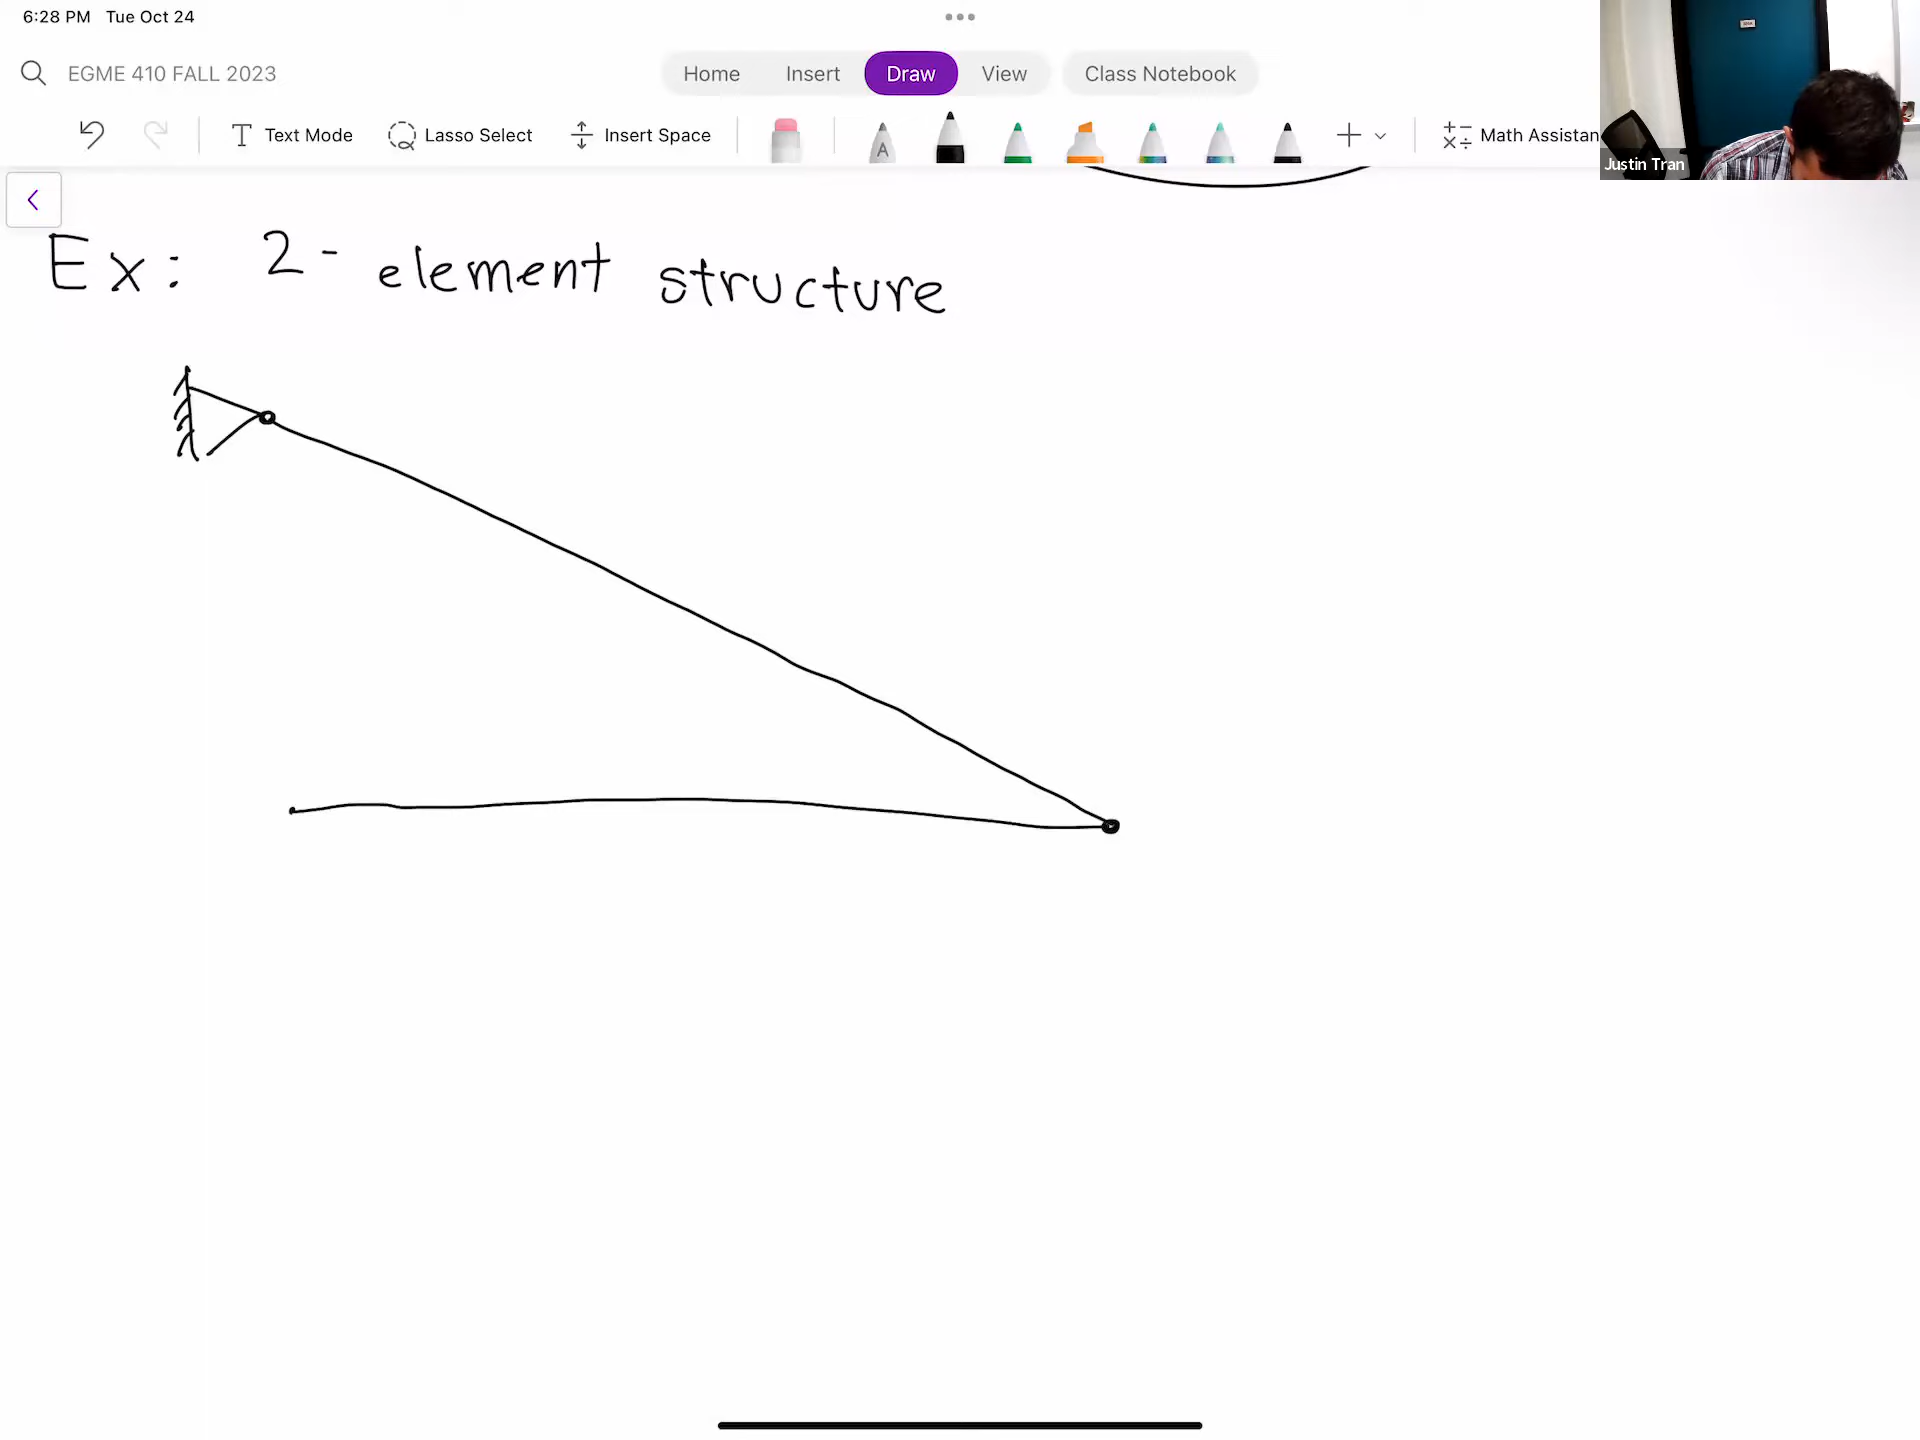 6:28 PM Tue Oct 24
EGME 410 FALL 2023
Home Insert Draw View Class Notebook
Text Mode Lasso Select Insert Space A Math Assistan
Justin Tran
Ex: 2- element structure